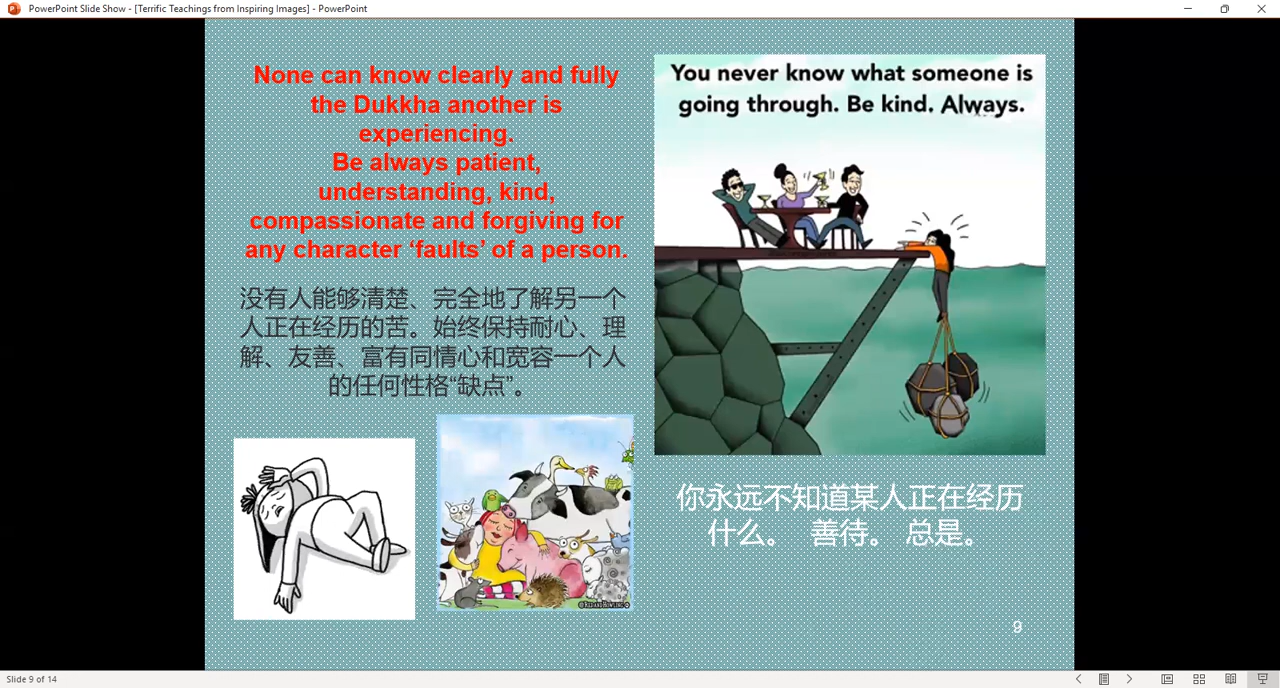 PowerPoint Slide Show - [Terrific Teachings from Inspiring Images] - PowerPoint
None can know clearly and fully
the Dukkha another is
experiencing.
Be always patient,
understanding, kind,
compassionate and forgiving for
any character ‘faults’ of a person.
没有人能够清楚、完全地了解另一个
人正在经历的苦。始终保持耐心、理
解、友善、富有同情心和宽容一个人
的任何性格“缺点”。
You never know what someone is
going through. Be kind. Always.
你永远不知道某人正在经历
什么。 善待。 总是。
©RedandHowling
9
Slide 9 of 14